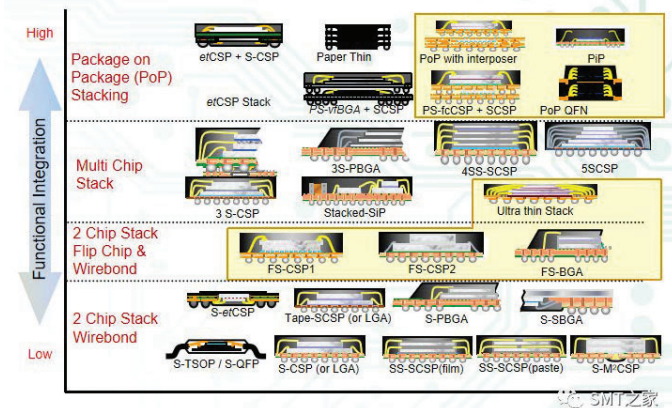 High
Functional Integration
Low
Package on
Package (PoP)
Stacking
etCSP + S-CSP
Paper Thin
PoP with interposer
PiP
etCSP Stack
PS-vfBGA + SCSP
PS-fcCSP + SCSP
PoP QFN
Multi Chip
Stack
3S-PBGA
4SS-SCSP
5SCSP
3 S-CSP
Stacked-SiP
Ultra thin Stack
2 Chip Stack
Flip Chip &
Wirebond
FS-CSP1
FS-CSP2
FS-BGA
2 Chip Stack
Wirebond
S-etCSP
Tape-SCSP (or LGA)
S-PBGA
S-SBGA
S-TSOP / S-QFP
S-CSP (or LGA)
SS-SCSP(film)
SS-SCSP(paste)
S-M²CSP
SMT之家